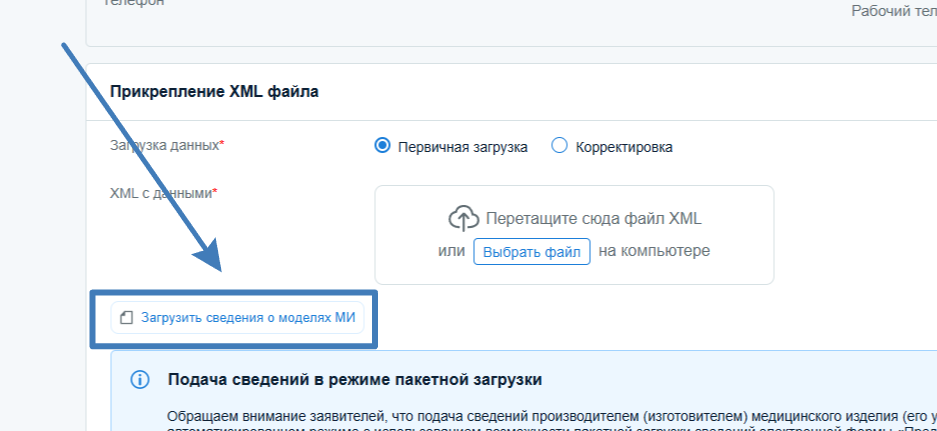 телефон
Рабочий тел
Прикрепление XML файла
Загрузка данных*
Первичная загрузка
Корректировка
XML с данными*
Перетащите сюда файл XML
или Выбрать файл на компьютере
Загрузить сведения о моделях МИ
Подача сведений в режиме пакетной загрузки
Обращаем внимание заявителей, что подача сведений производителем (изготовителем) медицинского изделия (его у